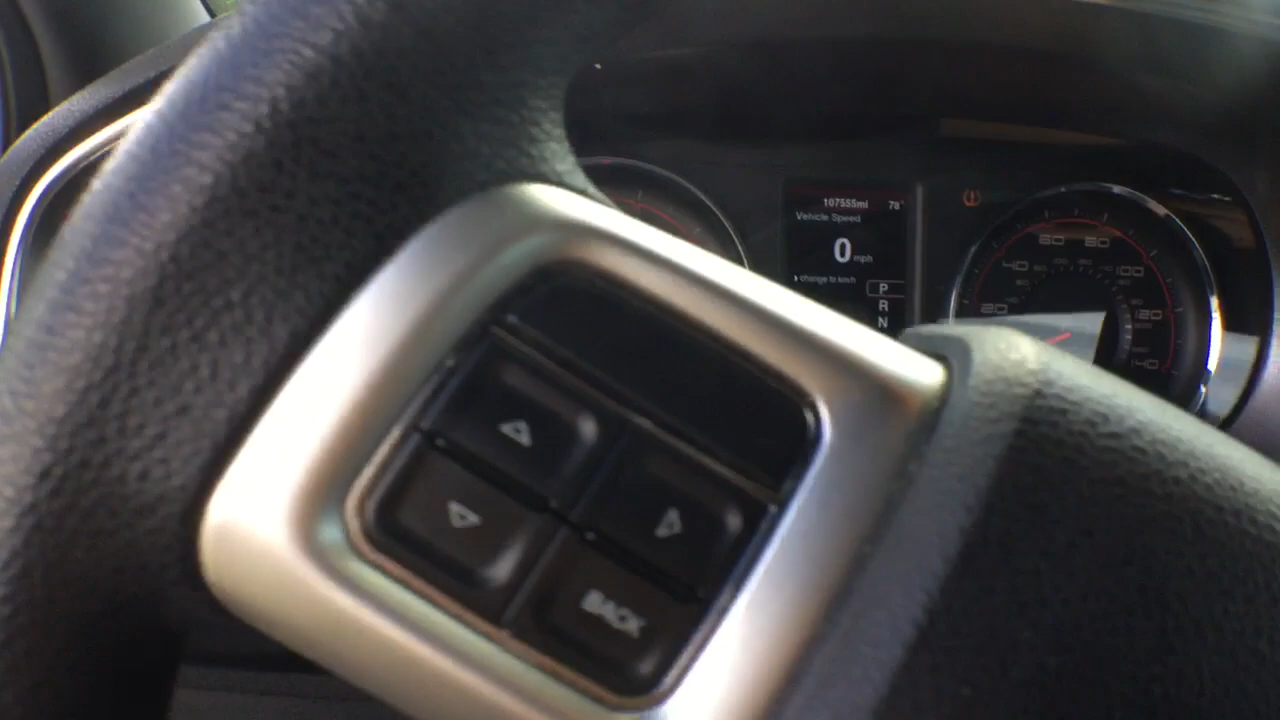 107555mi 78°
Vehicle Speed
0 mph
change to km/h
P
R
N
20
40
60
80
100
120
140
BACK